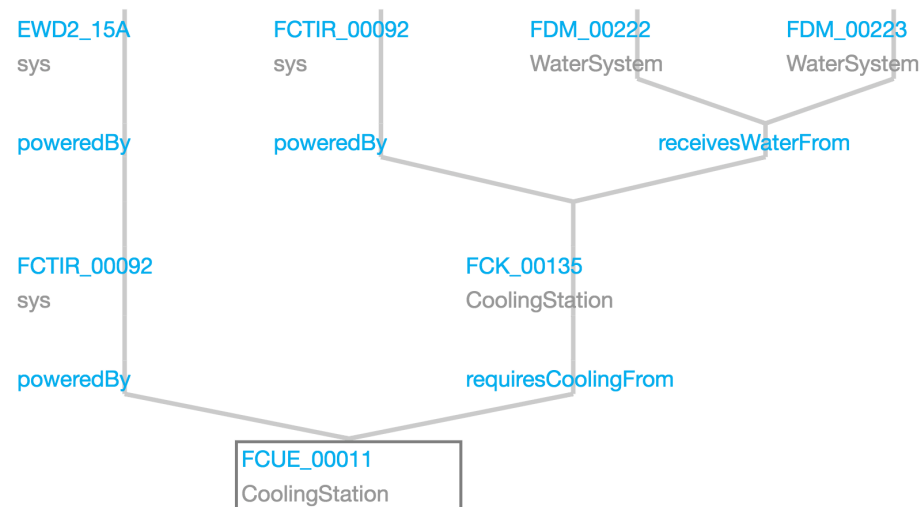 EWD2_15A FCTIR_00092 FDM_00222 FDM_00223
sys sys WaterSystem WaterSystem
poweredBy poweredBy receivesWaterFrom
FCTIR_00092 FCK_00135
sys CoolingStation
poweredBy requiresCoolingFrom
FCUE_00011
CoolingStation